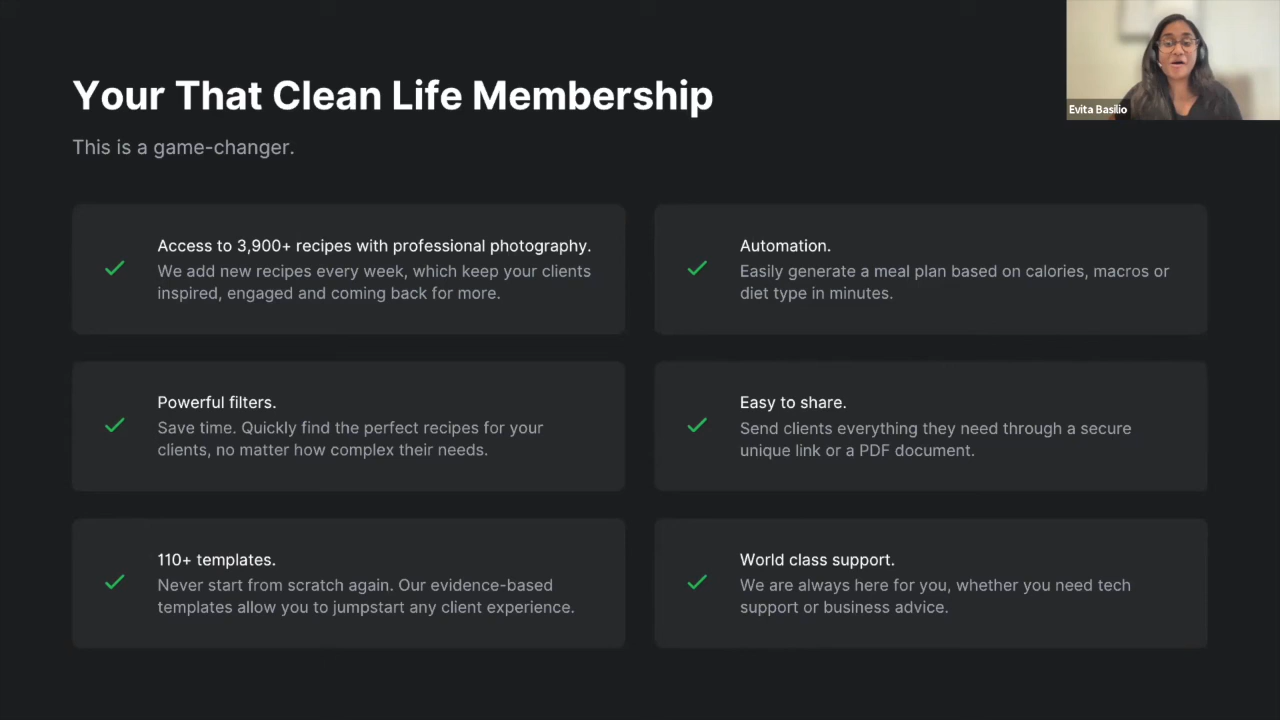 Your That Clean Life Membership
This is a game-changer.
Evita Basilio
Access to 3,900+ recipes with professional photography.
We add new recipes every week, which keep your clients
inspired, engaged and coming back for more.
Automation.
Easily generate a meal plan based on calories, macros or
diet type in minutes.
Powerful filters.
Save time. Quickly find the perfect recipes for your
clients, no matter how complex their needs.
Easy to share.
Send clients everything they need through a secure
unique link or a PDF document.
110+ templates.
Never start from scratch again. Our evidence-based
templates allow you to jumpstart any client experience.
World class support.
We are always here for you, whether you need tech
support or business advice.